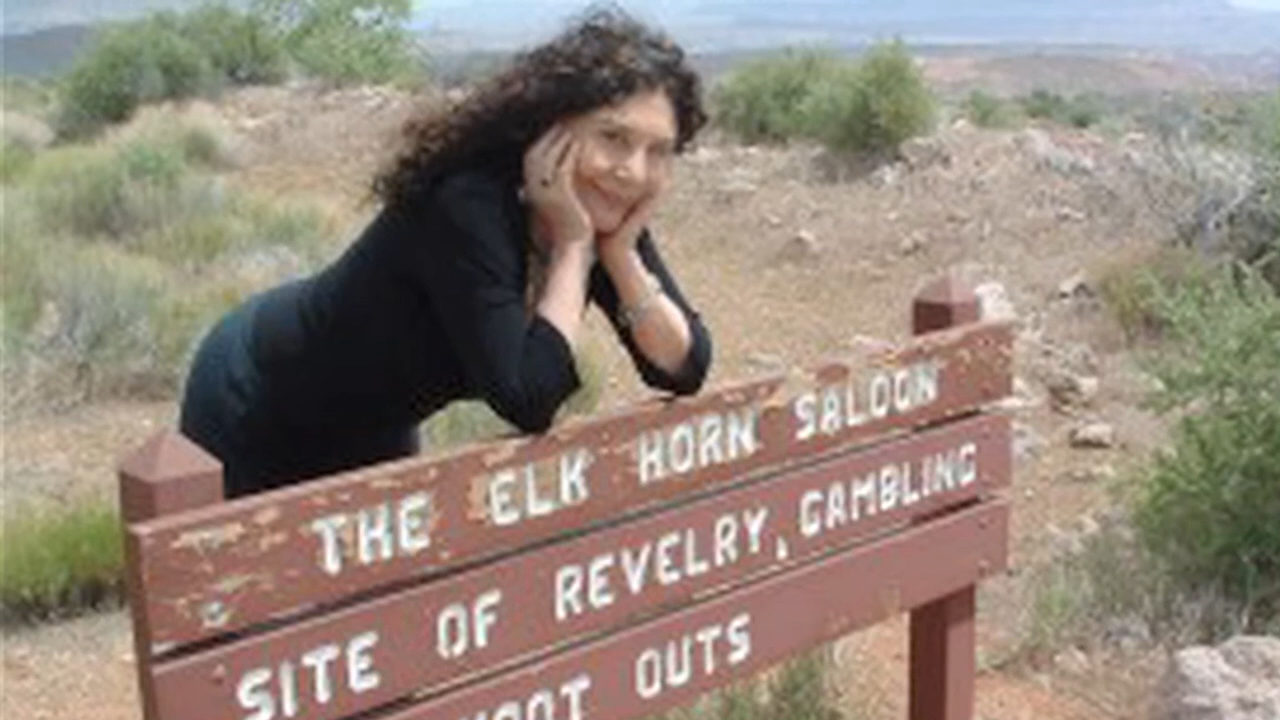 THE ELK HORN SALOON
SITE OF REVELRY, GAMBLING
OUTS